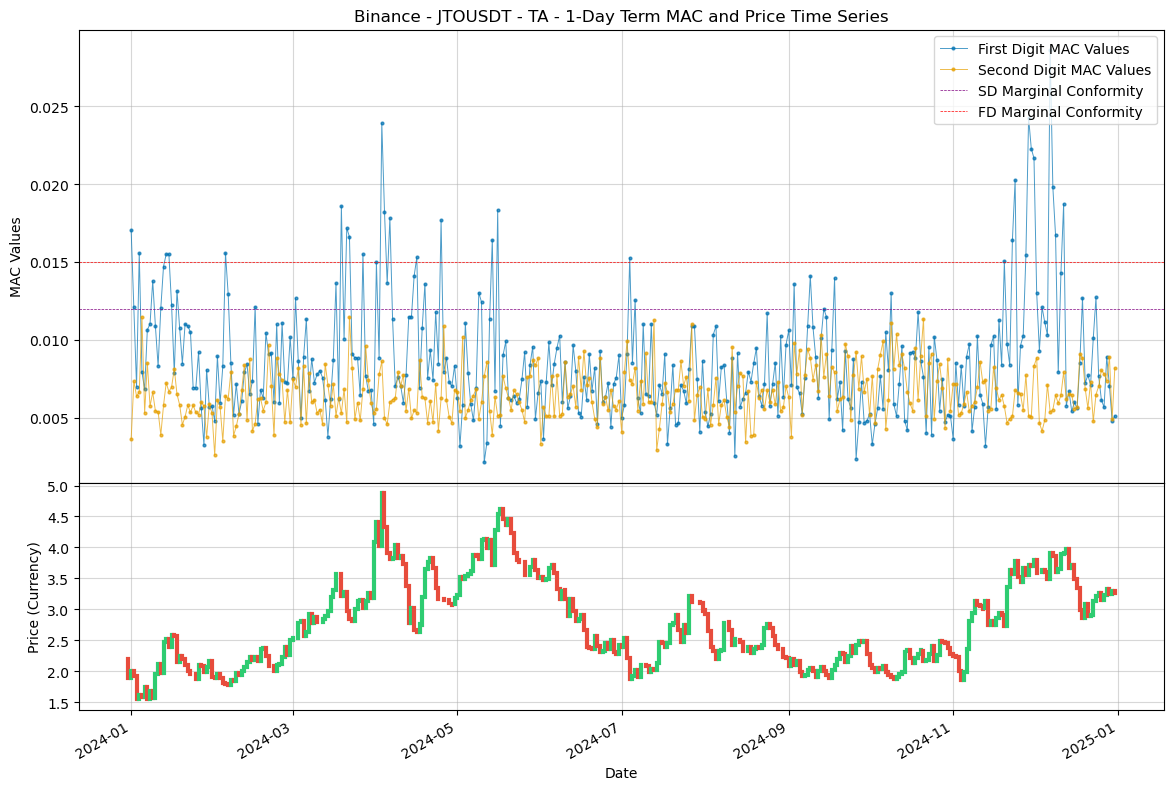 Binance - JTOUSDT - TA - 1-Day Term MAC and Price Time Series
First Digit MAC Values
Second Digit MAC Values
SD Marginal Conformity
FD Marginal Conformity
MAC Values
0.025
0.020
0.015
0.010
0.005
Price (Currency)
5.0
4.5
4.0
3.5
3.0
2.5
2.0
1.5
2024-01
2024-03
2024-05
2024-07
2024-09
2024-11
2025-01
Date